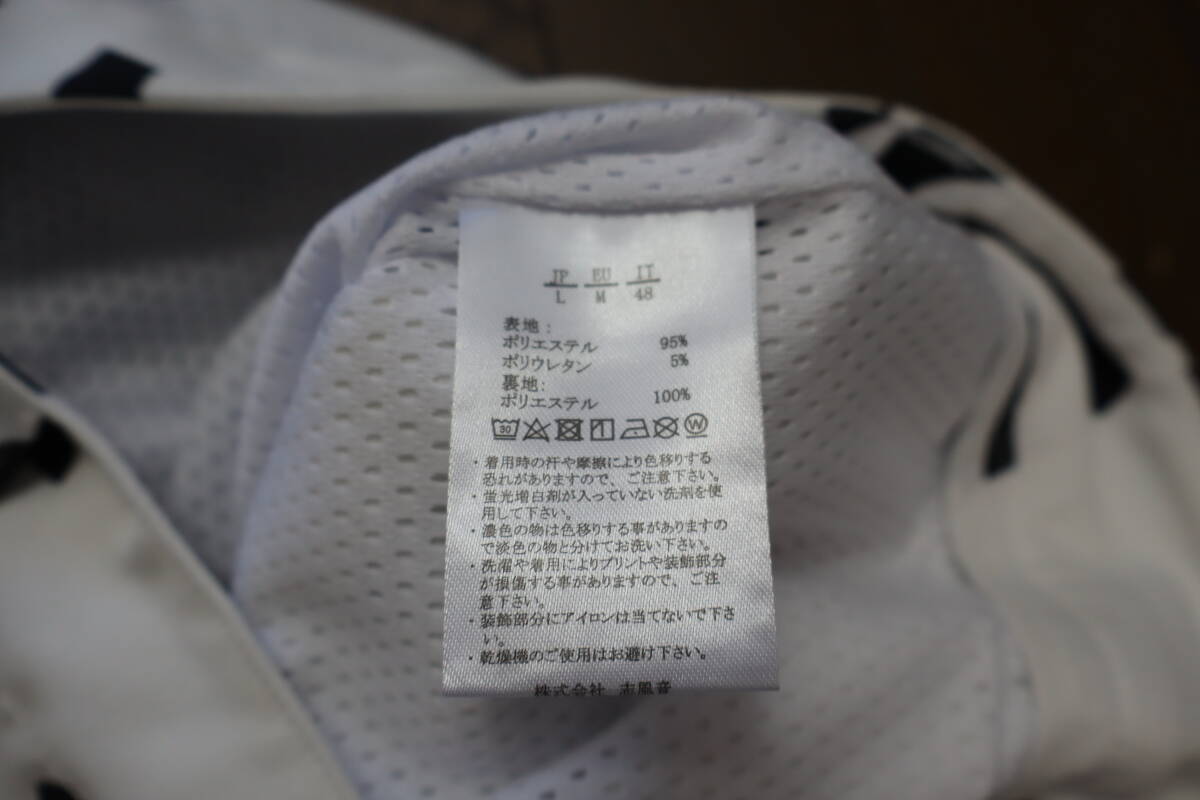 JP EU IT
L M 48
表地:
ポリエステル 95%
ポリウレタン 5%
裏地:
ポリエステル 100%
30 W
・着用時の汗や摩擦により色移りする
恐れがありますので、ご注意下さい。
・蛍光増白剤が入っていない洗剤を使
用して下さい。
・濃色の物は色移りする事がありますの
で淡色の物と分けてお洗い下さい。
・洗濯や着用によりプリントや装飾部分
が損傷する事がありますので、ご注
意下さい。
・装飾部分にアイロンは当てないで下さ
い。
・乾燥機のご使用はお避け下さい。
株式会社